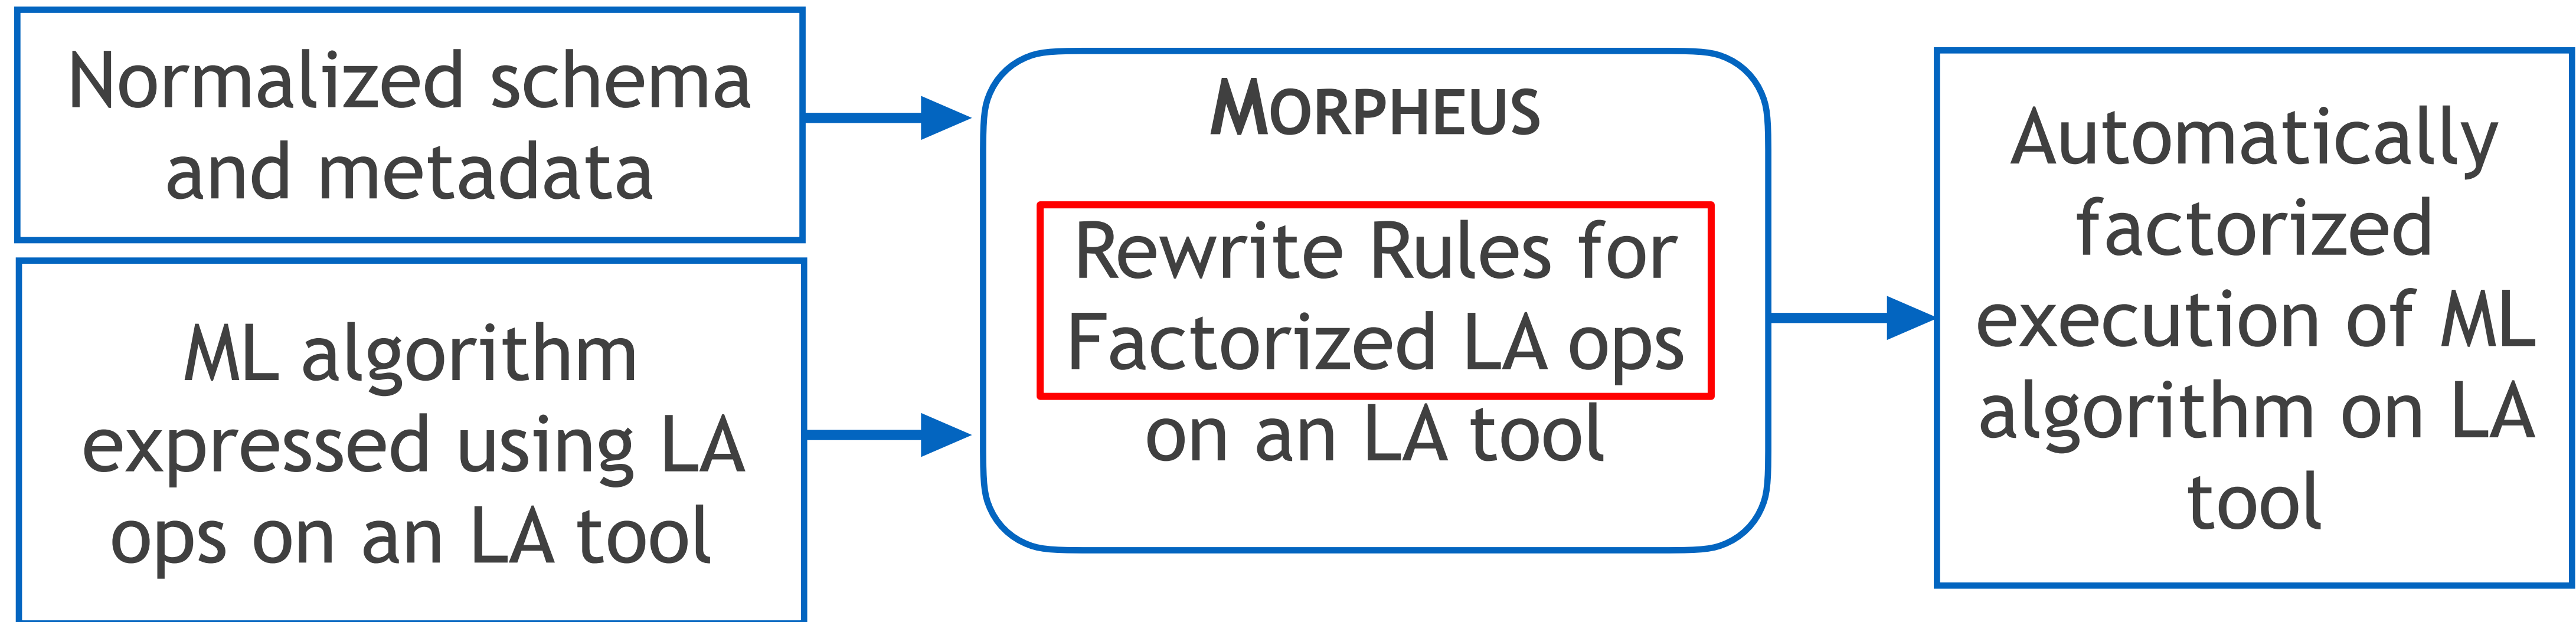 Normalized schema
and metadata
ML algorithm
expressed using LA
ops on an LA tool
MORPHEUS
Rewrite Rules for
Factorized LA ops
on an LA tool
Automatically
factorized
execution of ML
algorithm on LA
tool